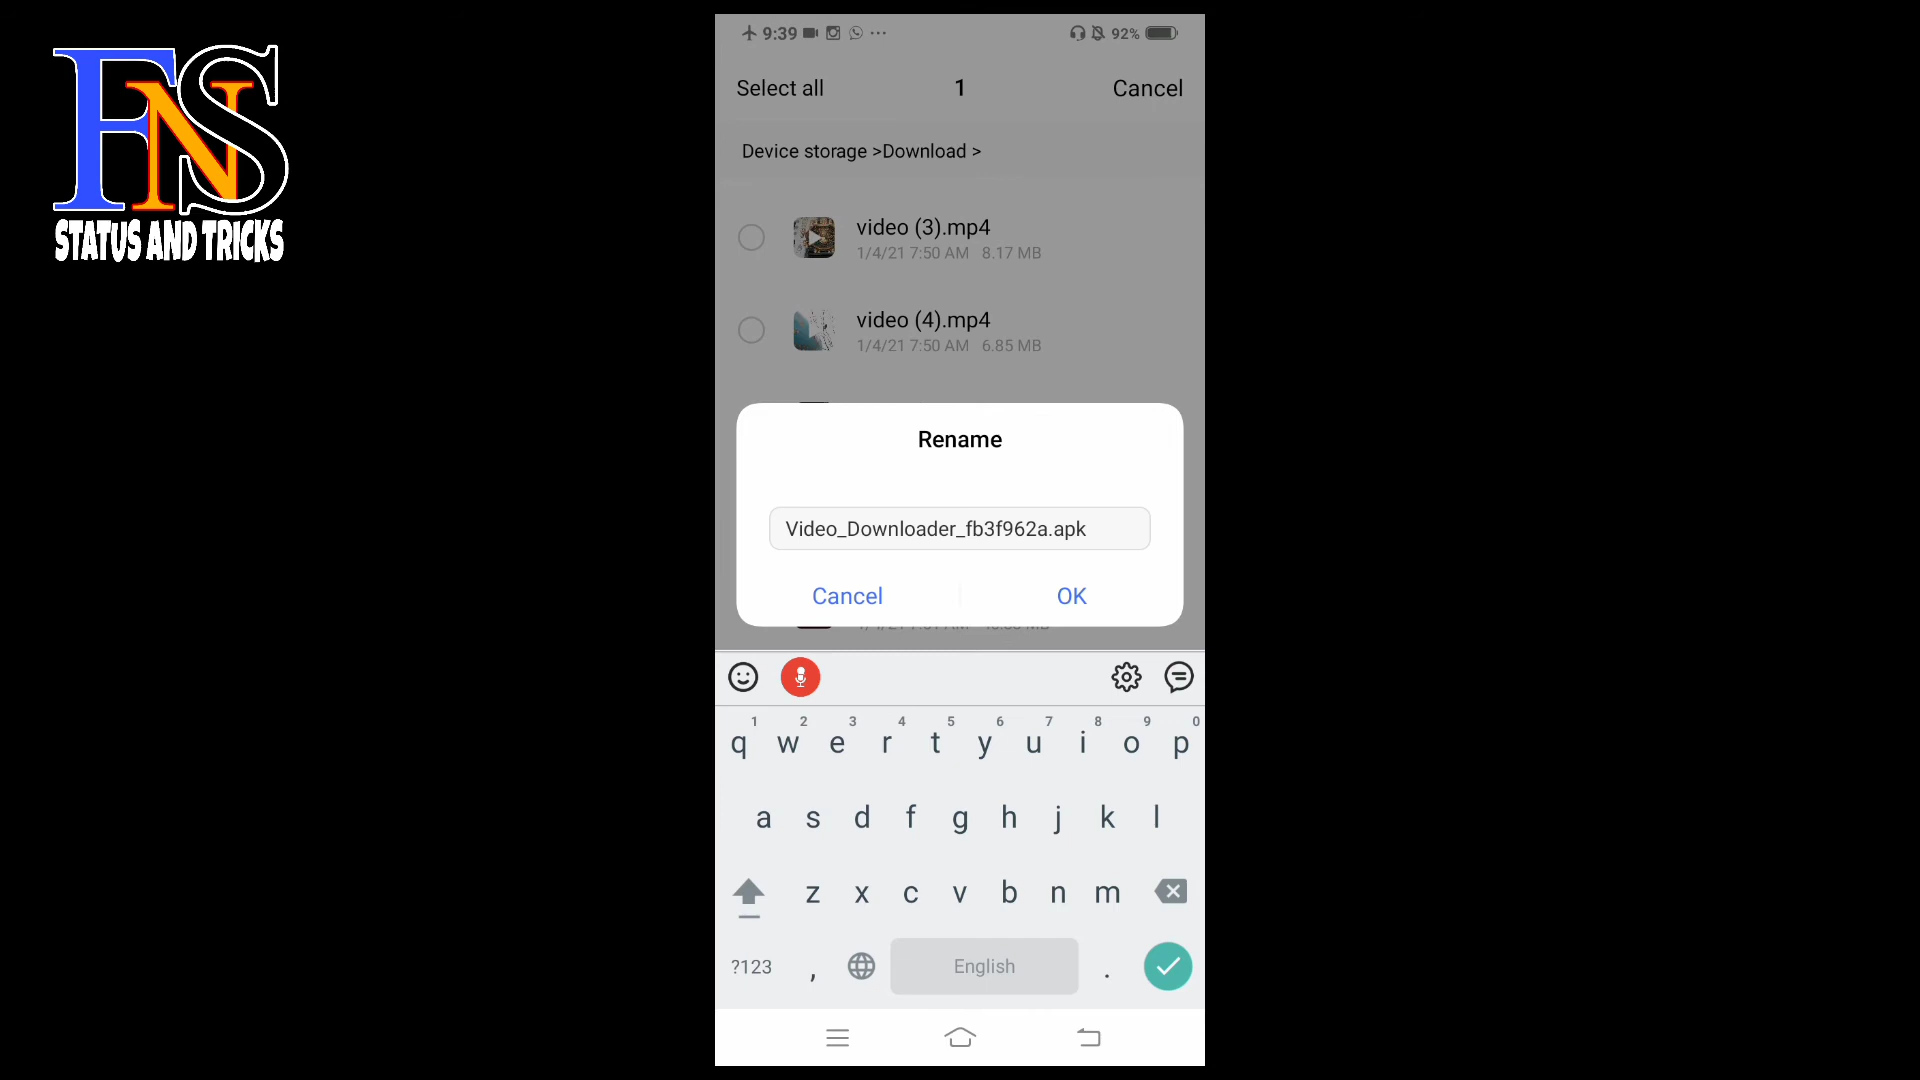 FNS
STATUS AND TRICKS
9:39
92%
Select all
1
Cancel
Device storage >Download >
video (3).mp4
1/4/21 7:50 AM 8.17 MB
video (4).mp4
1/4/21 7:50 AM 6.85 MB
Rename
Video_Downloader_fb3f962a.apk
Cancel
OK
1 2 3 4 5 6 7 8 9 0
q w e r t y u i o p
a s d f g h j k l
z x c v b n m
?123 , English .